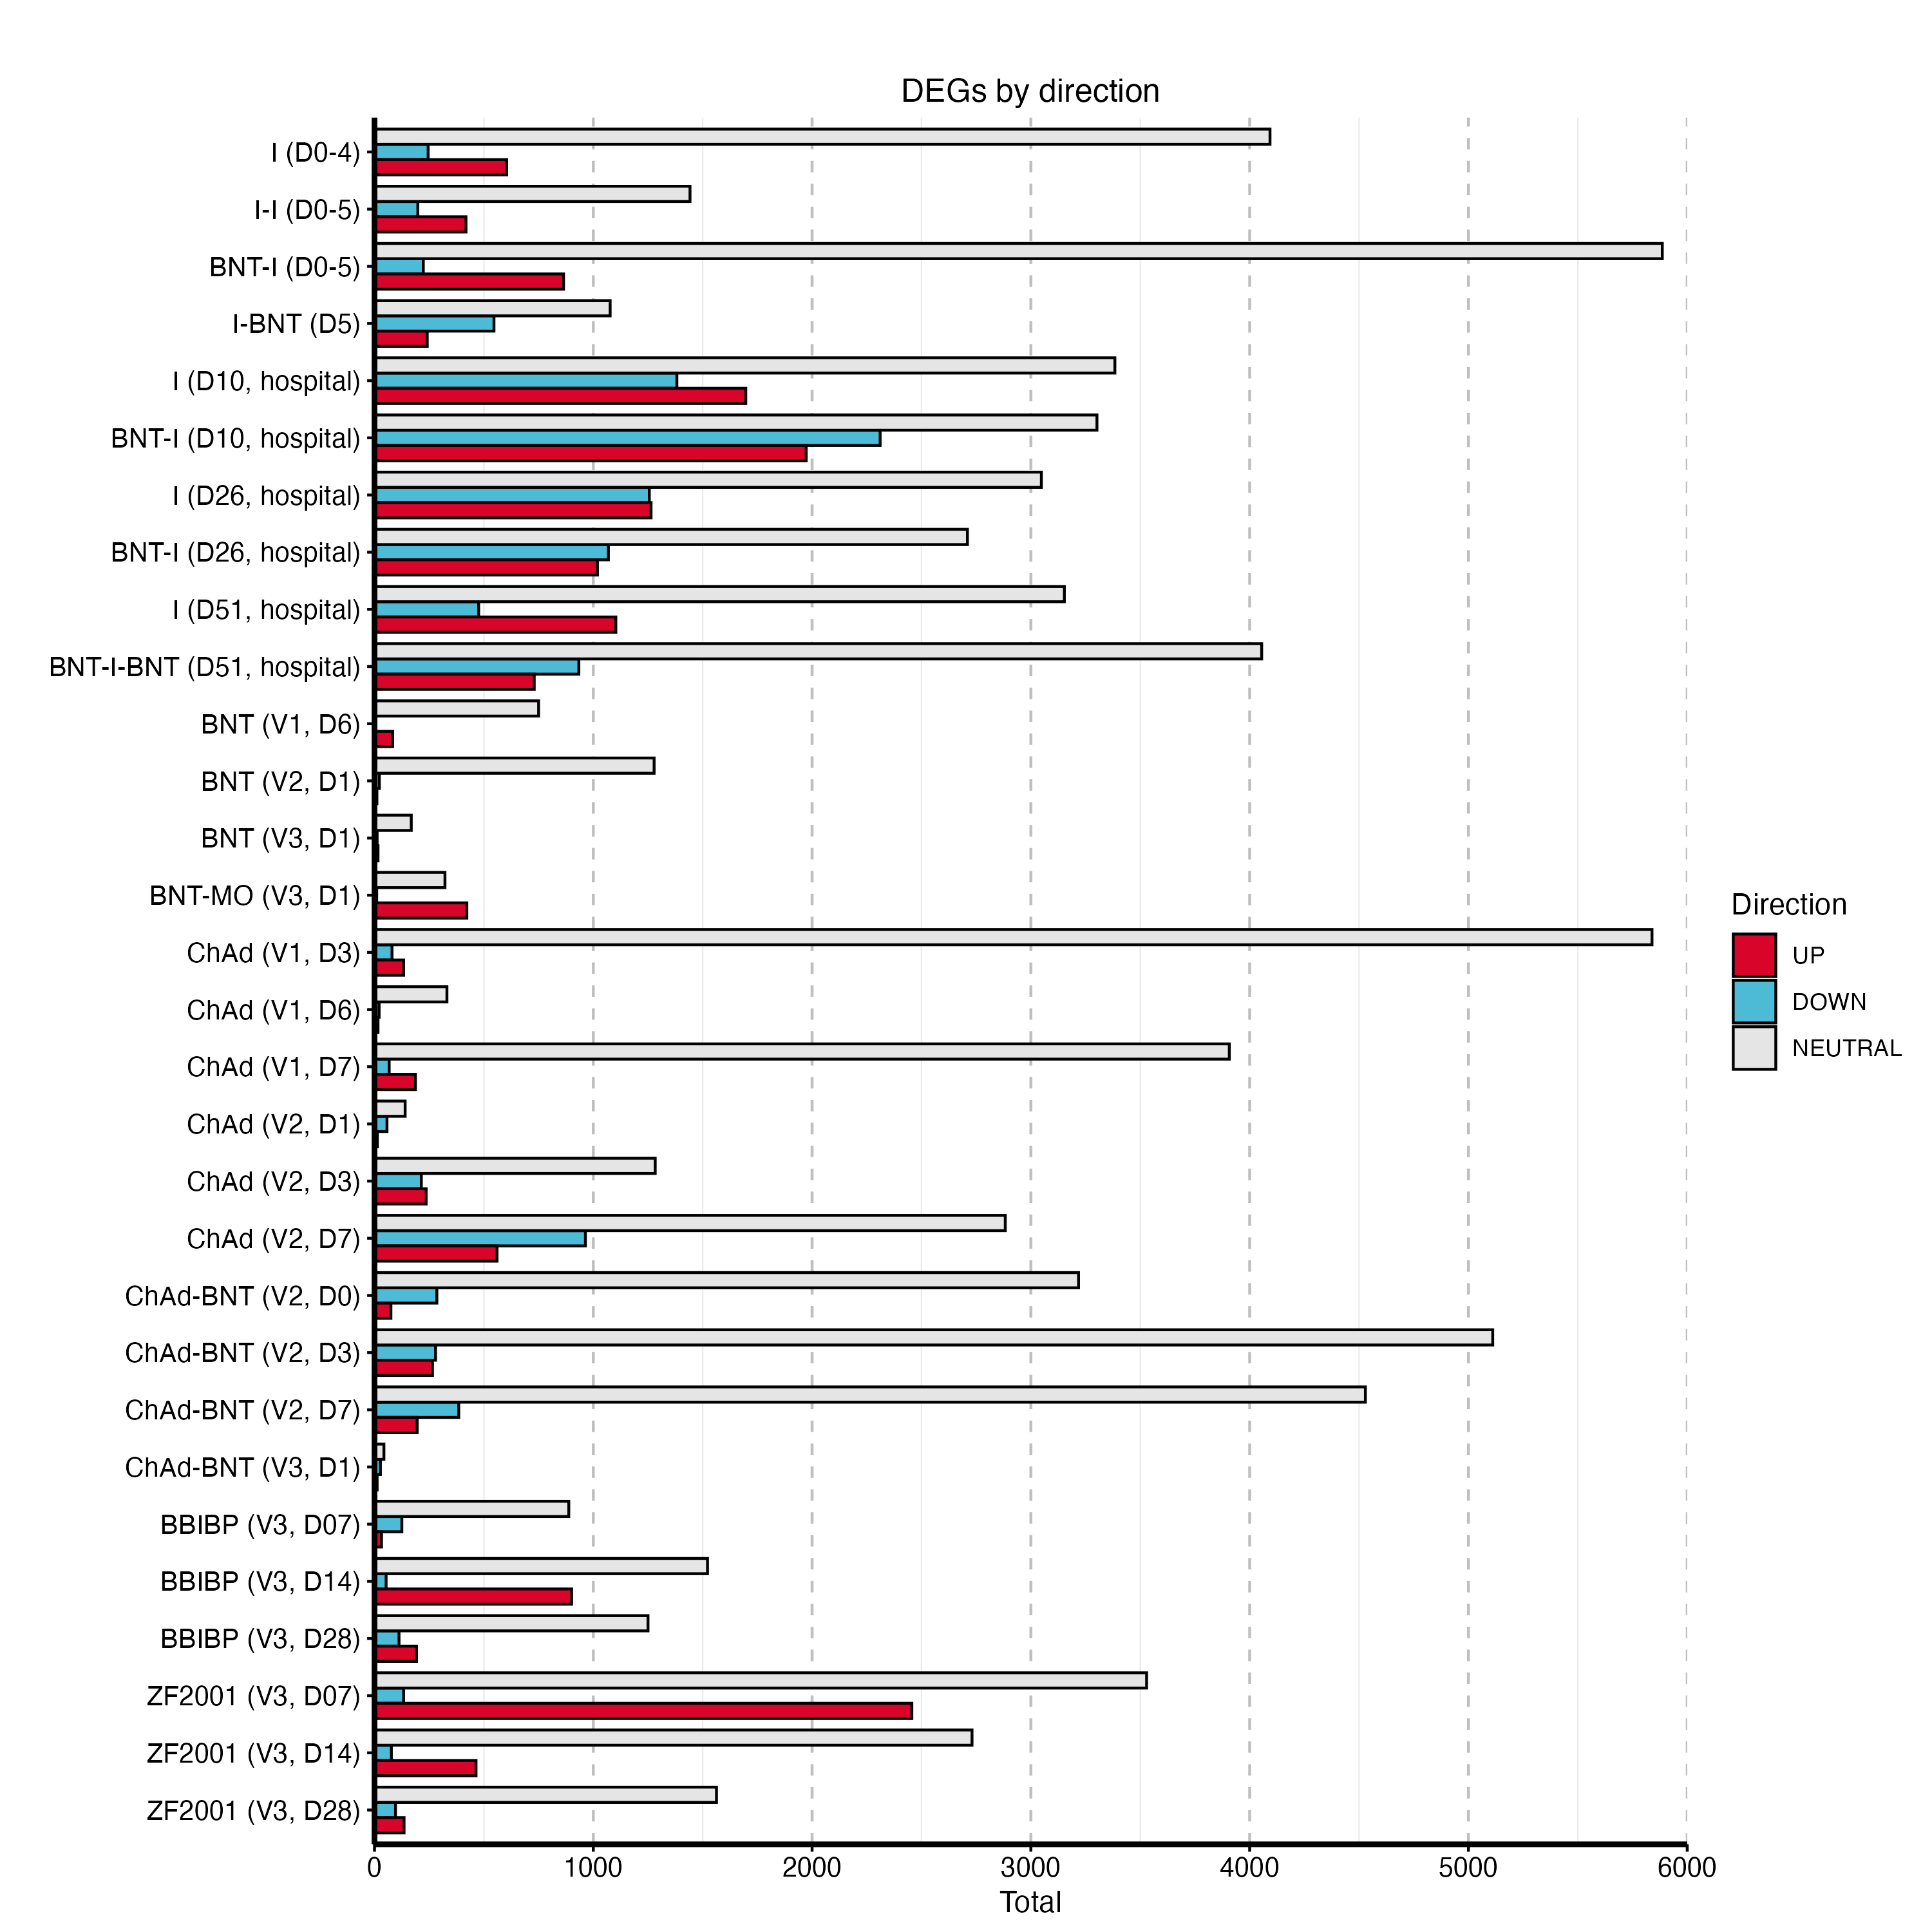 DEGs by direction
I (D0-4)
I-I (D0-5)
BNT-I (D0-5)
I-BNT (D5)
I (D10, hospital)
BNT-I (D10, hospital)
I (D26, hospital)
BNT-I (D26, hospital)
I (D51, hospital)
BNT-I-BNT (D51, hospital)
BNT (V1, D6)
BNT (V2, D1)
BNT (V3, D1)
BNT-MO (V3, D1)
ChAd (V1, D3)
ChAd (V1, D6)
ChAd (V1, D7)
ChAd (V2, D1)
ChAd (V2, D3)
ChAd (V2, D7)
ChAd-BNT (V2, D0)
ChAd-BNT (V2, D3)
ChAd-BNT (V2, D7)
ChAd-BNT (V3, D1)
BBIBP (V3, D07)
BBIBP (V3, D14)
BBIBP (V3, D28)
ZF2001 (V3, D07)
ZF2001 (V3, D14)
ZF2001 (V3, D28)
0 1000 2000 3000 4000 5000 6000
Total
Direction
UP
DOWN
NEUTRAL